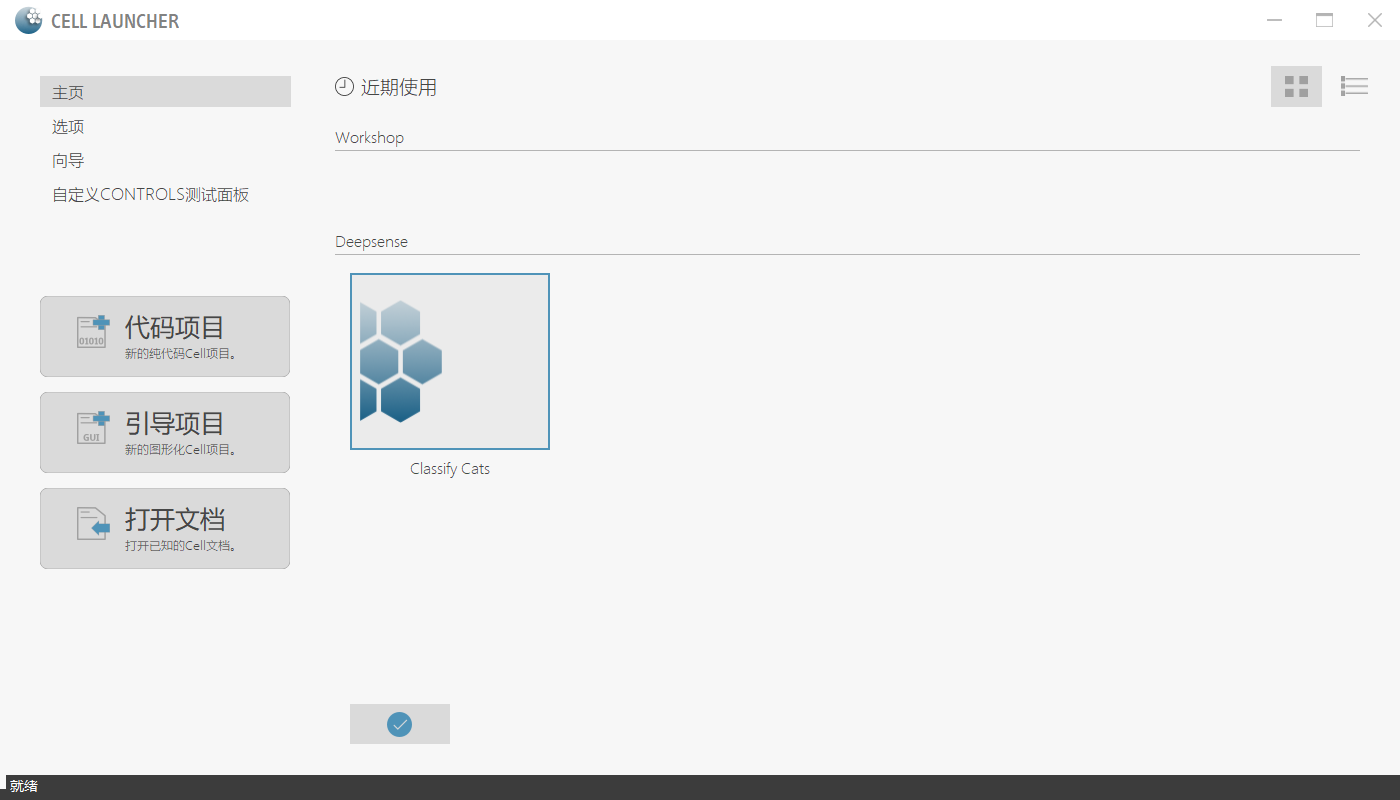 CELL LAUNCHER
主页
选项
向导
自定义CONTROLS测试面板
01010
代码项目
新的纯代码Cell项目。
GUI
引导项目
新的图形化Cell项目。
打开文档
打开已知的Cell文档。
近期使用
Workshop
Deepsense
Classify Cats
就绪